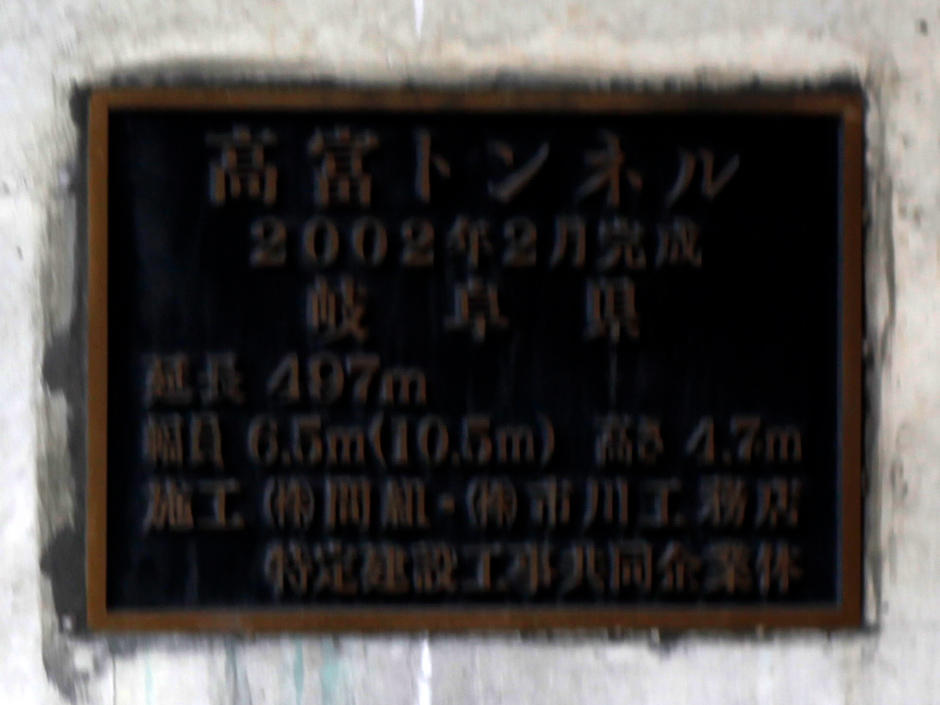 高富トンネル
2002年2月完成
岐阜県
延長 497m
幅員 6.5m(10.5m) 高さ 4.7m
施工 ㈱間組・㈱市川工務店
特定建設工事共同企業体